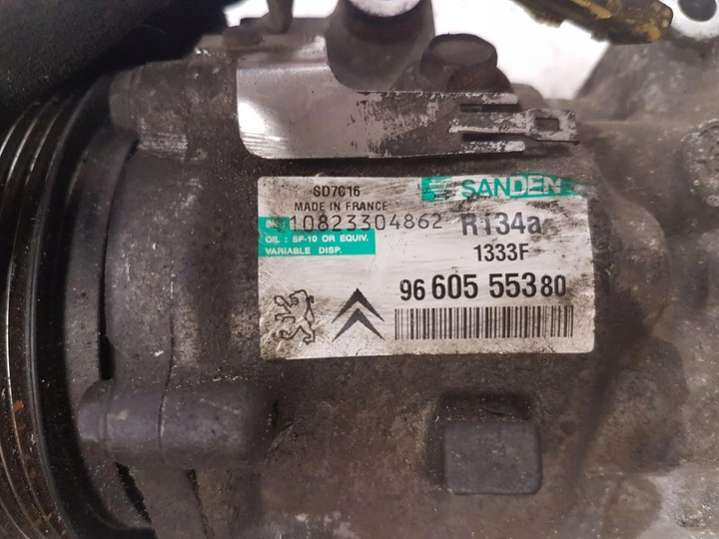 SD7C16 SANDEN
MADE IN FRANCE
10823304862 R134a
OIL : SP-10 OR EQUIV.
VARIABLE DISP. 1333F
96 605 553 80